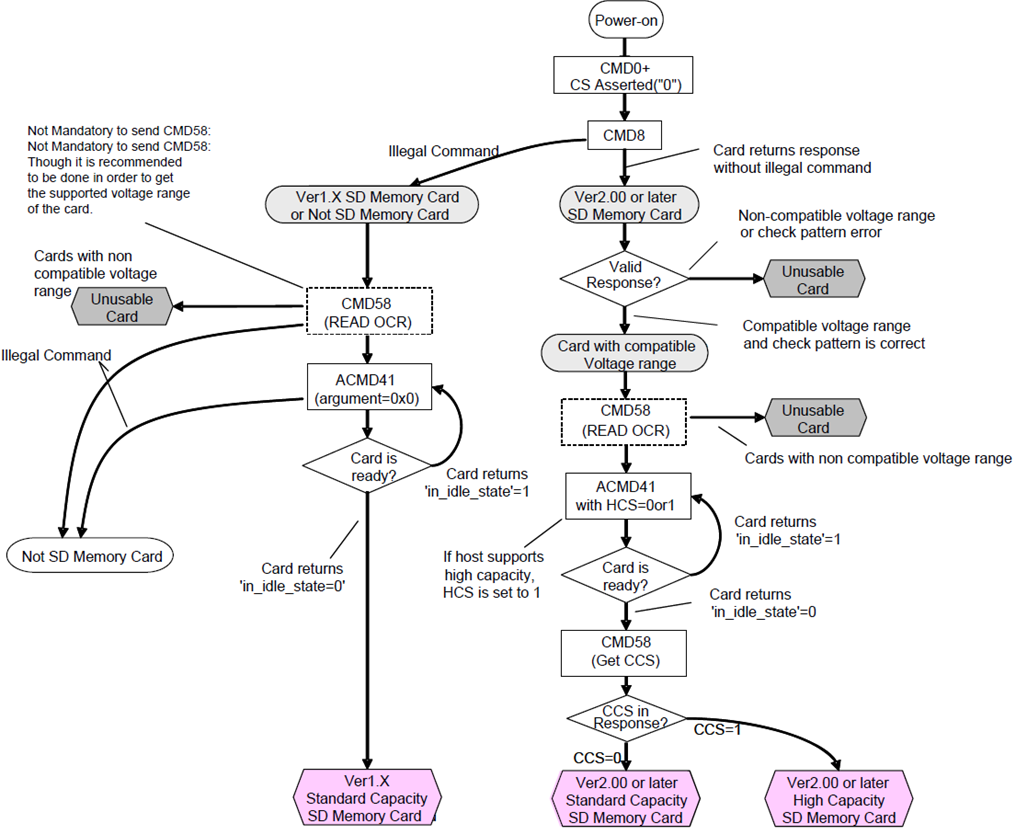 Power-on
CMD0+
CS Asserted("0")
CMD8
Illegal Command
Card returns response
without illegal command
Not Mandatory to send CMD58:
Not Mandatory to send CMD58:
Though it is recommended
to be done in order to get
the supported voltage range
of the card.
Ver1.X SD Memory Card
or Not SD Memory Card
Ver2.00 or later
SD Memory Card
Non-compatible voltage range
or check pattern error
Valid
Response?
Unusable
Card
Cards with non
compatible voltage
range
Unusable
Card
CMD58
(READ OCR)
Compatible voltage range
and check pattern is correct
Card with compatible
Voltage range
Illegal Command
ACMD41
(argument=0x0)
CMD58
(READ OCR)
Unusable
Card
Cards with non compatible voltage range
Card is
ready?
Card returns
'in_idle_state'=1
ACMD41
with HCS=0or1
Card returns
'in_idle_state'=1
If host supports
high capacity,
HCS is set to 1
Not SD Memory Card
Card returns
'in_idle_state=0'
Card is
ready?
Card returns
'in_idle_state'=0
CMD58
(Get CCS)
CCS in
Response?
CCS=1
CCS=0
Ver1.X
Standard Capacity
SD Memory Card
Ver2.00 or later
Standard Capacity
SD Memory Card
Ver2.00 or later
High Capacity
SD Memory Card